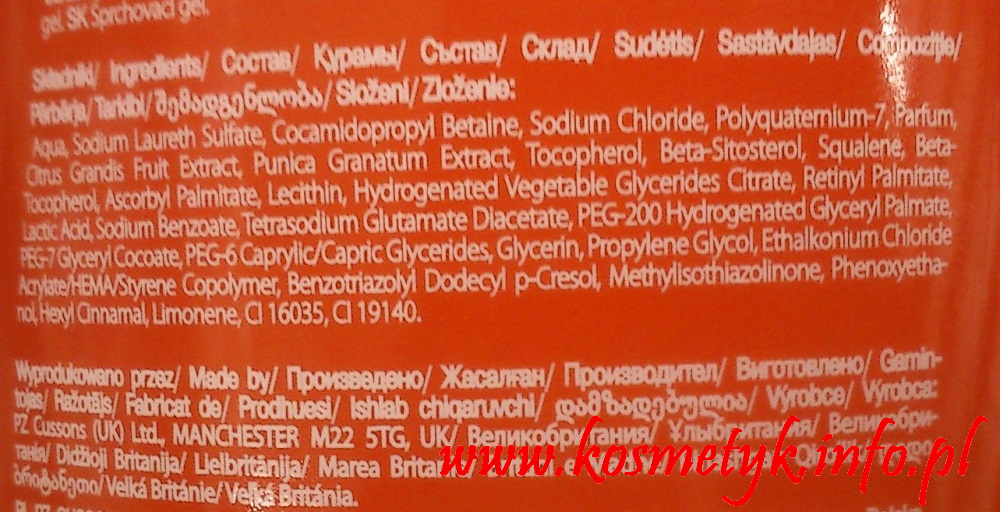 gel. SK Sprchovací gel.
Składniki/ Ingredients/ Состав/ Құрамы/ Състав/ Склад/ Sudėtis/ Sastāvdaļas/ Compoziție/
Përbërja/ Tarkibi/ შემადგენლობა/ Složení/ Zloženie:
Aqua, Sodium Laureth Sulfate, Cocamidopropyl Betaine, Sodium Chloride, Polyquaternium-7, Parfum,
Citrus Grandis Fruit Extract, Punica Granatum Extract, Tocopherol, Beta-Sitosterol, Squalene, Beta-
Tocopherol, Ascorbyl Palmitate, Lecithin, Hydrogenated Vegetable Glycerides Citrate, Retinyl Palmitate,
Lactic Acid, Sodium Benzoate, Tetrasodium Glutamate Diacetate, PEG-200 Hydrogenated Glyceryl Palmate,
PEG-7 Glyceryl Cocoate, PEG-6 Caprylic/Capric Glycerides, Glycerin, Propylene Glycol, Ethalkonium Chloride
Acrylate/HEMA/Styrene Copolymer, Benzotriazolyl Dodecyl p-Cresol, Methylisothiazolinone, Phenoxyetha-
nol, Hexyl Cinnamal, Limonene, CI 16035, CI 19140.
Wyprodukowano przez/ Made by/ Произведено/ Жасалған/ Производител/ Виготовлено/ Gamin-
tojas/ Ražotājs/ Fabricat de/ Prodhuesi/ Ishlab chiqaruvchi/ დამზადებულია/ Výrobce/ Výrobca:
PZ Cussons (UK) Ltd., MANCHESTER M22 5TG, UK/ Великобритания/ Ұлыбритания/ Великобри-
танія/ Didžioji Britanija/ Lielbritānija/ Marea Britanie/
ბრიტანეთი/ Velká Británie/ Veľká Británia.
www.kosmetyk.info.pl